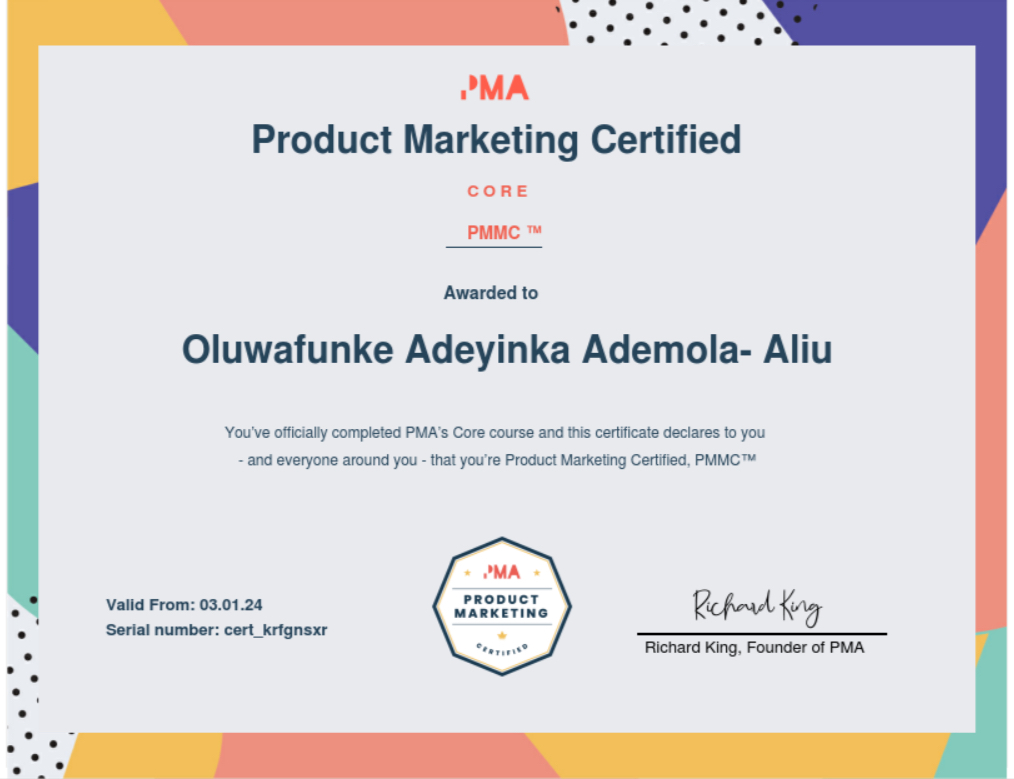 PMA
Product Marketing Certified
CORE
PMMC ™
Awarded to
Oluwafunke Adeyinka Ademola- Aliu
You've officially completed PMA's Core course and this certificate declares to you
- and everyone around you - that you're Product Marketing Certified, PMMC™
Valid From: 03.01.24
Serial number: cert_krfgnsxr
PMA
PRODUCT
MARKETING
CERTIFIED
Richard King
Richard King, Founder of PMA